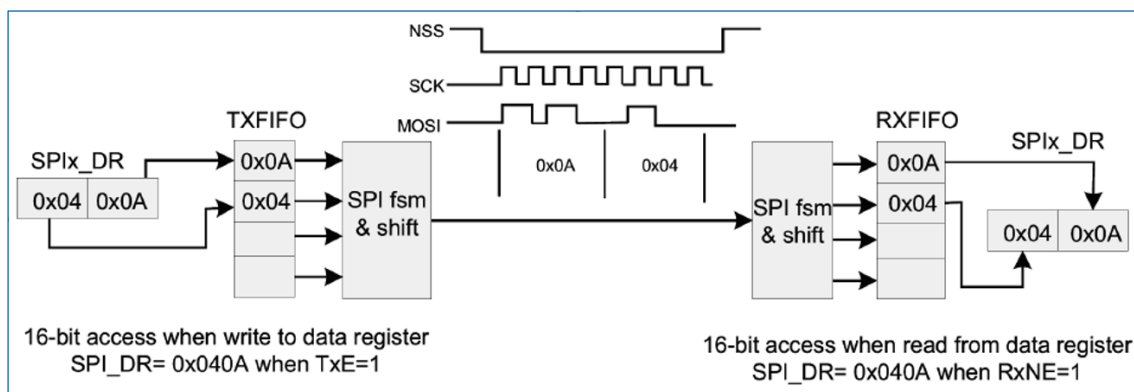 NSS
SCK
MOSI
TXFIFO
RXFIFO
SPIx_DR
SPIx_DR
0x04 0x0A
0x0A
0x04
SPI fsm
& shift
0x0A 0x04
SPI fsm
& shift
0x0A
0x04
0x04 0x0A
16-bit access when write to data register
SPI_DR= 0x040A when TxE=1
16-bit access when read from data register
SPI_DR= 0x040A when RxNE=1